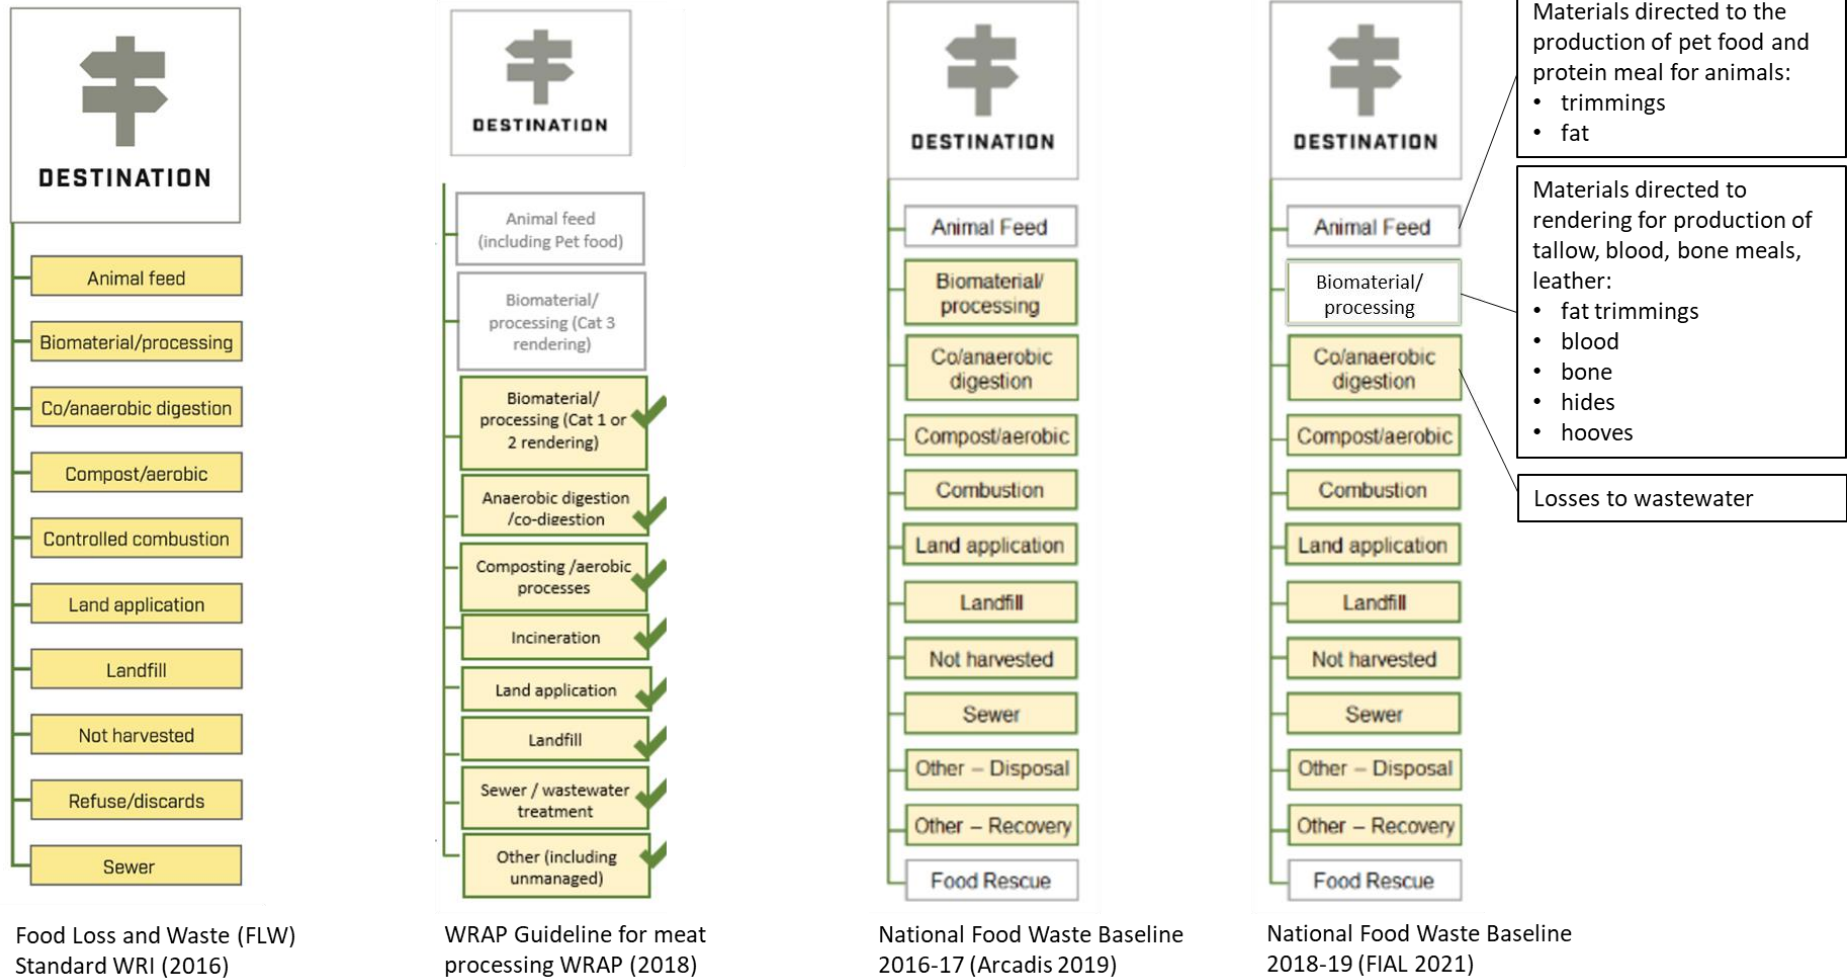 DESTINATION
Animal feed
Biomaterial/processing
Co/anaerobic digestion
Compost/aerobic
Controlled combustion
Land application
Landfill
Not harvested
Refuse/discards
Sewer
Food Loss and Waste (FLW)
Standard WRI (2016)
DESTINATION
Animal feed
(including Pet food)
Biomaterial/
processing (Cat 3
rendering)
Biomaterial/
processing (Cat 1 or
2 rendering)
Anaerobic digestion
/co-digestion
Composting /aerobic
processes
Incineration
Land application
Landfill
Sewer / wastewater
treatment
Other (including
unmanaged)
WRAP Guideline for meat
processing WRAP (2018)
DESTINATION
Animal Feed
Biomaterial/
processing
Co/anaerobic
digestion
Compost/aerobic
Combustion
Land application
Landfill
Not harvested
Sewer
Other – Disposal
Other – Recovery
Food Rescue
National Food Waste Baseline
2016-17 (Arcadis 2019)
DESTINATION
Animal Feed
Biomaterial/
processing
Co/anaerobic
digestion
Compost/aerobic
Combustion
Land application
Landfill
Not harvested
Sewer
Other – Disposal
Other – Recovery
Food Rescue
National Food Waste Baseline
2018-19 (FIAL 2021)
Materials directed to the
production of pet food and
protein meal for animals:
• trimmings
• fat
Materials directed to
rendering for production of
tallow, blood, bone meals,
leather:
• fat trimmings
• blood
• bone
• hides
• hooves
Losses to wastewater